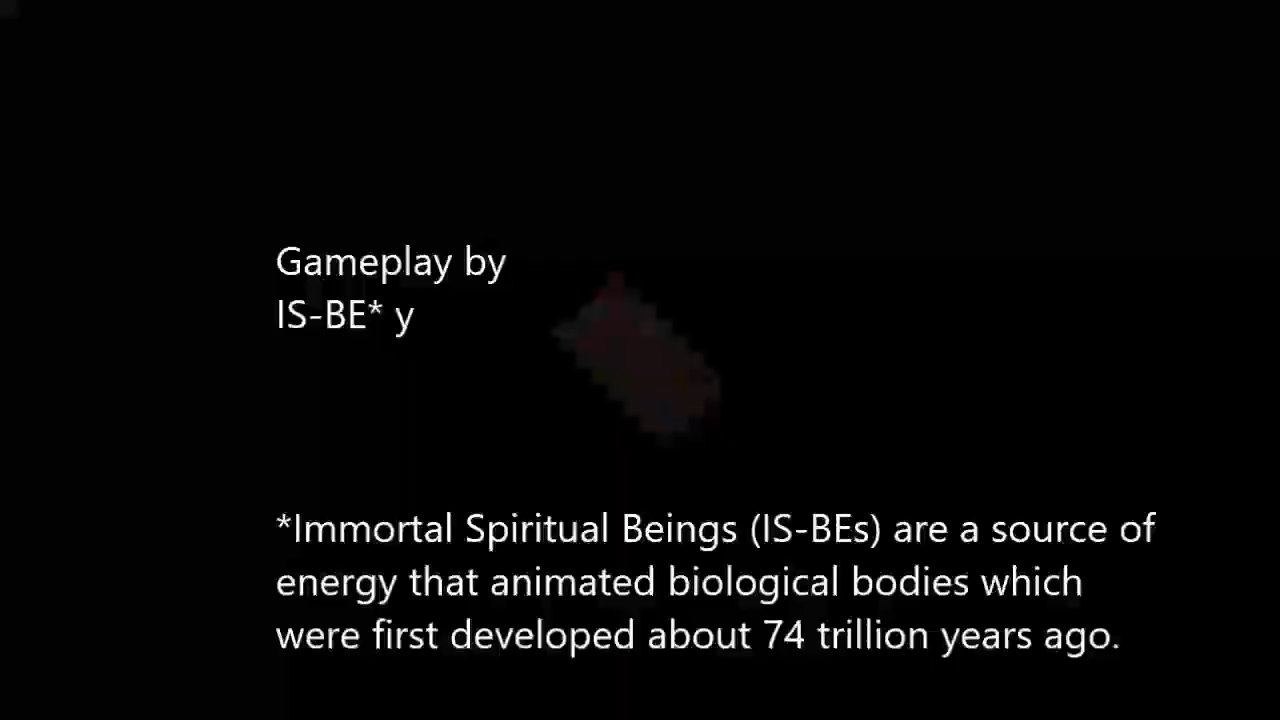 Gameplay by
IS-BE* y
*Immortal Spiritual Beings (IS-BEs) are a source of
energy that animated biological bodies which
were first developed about 74 trillion years ago.